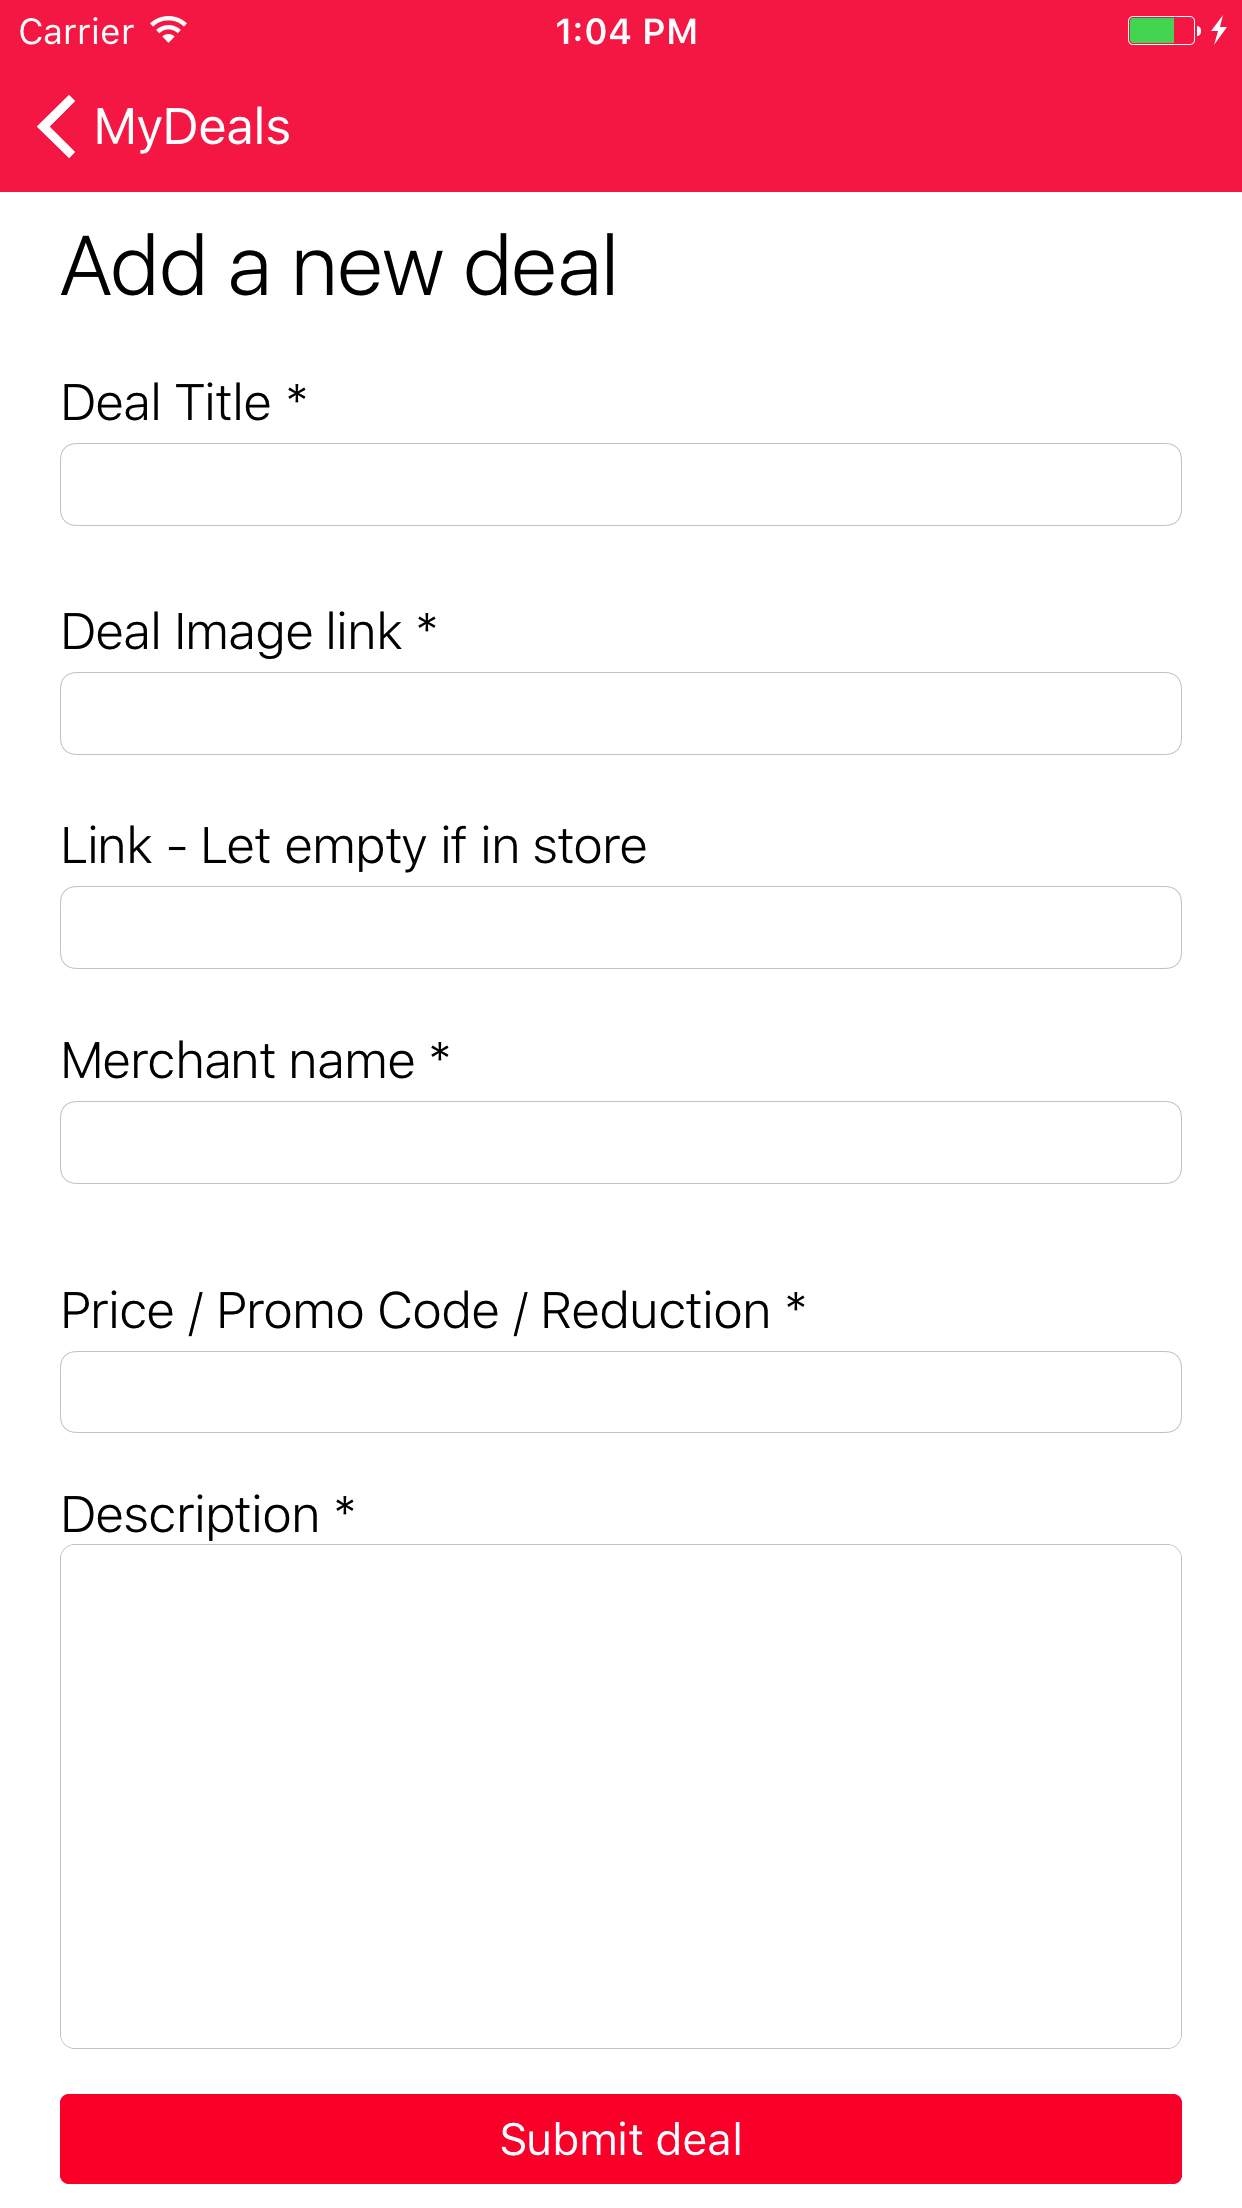 Carrier
1:04 PM
MyDeals
Add a new deal
Deal Title *
Deal Image link *
Link - Let empty if in store
Merchant name *
Price / Promo Code / Reduction *
Description *
Submit deal